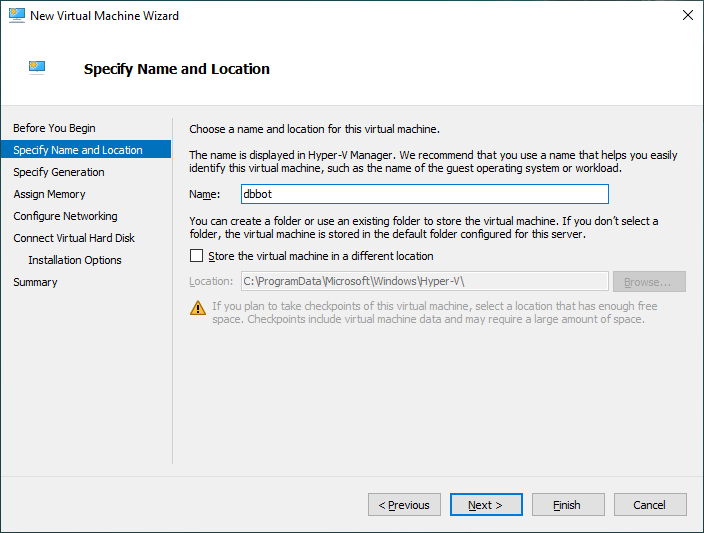 New Virtual Machine Wizard
Specify Name and Location
Before You Begin
Specify Name and Location
Specify Generation
Assign Memory
Configure Networking
Connect Virtual Hard Disk
Installation Options
Summary
Choose a name and location for this virtual machine.
The name is displayed in Hyper-V Manager. We recommend that you use a name that helps you easily
identify this virtual machine, such as the name of the guest operating system or workload.
Name: dbbot
You can create a folder or use an existing folder to store the virtual machine. If you don't select a
folder, the virtual machine is stored in the default folder configured for this server.
Store the virtual machine in a different location
Location: C:\ProgramData\Microsoft\Windows\Hyper-V\ Browse...
If you plan to take checkpoints of this virtual machine, select a location that has enough free
space. Checkpoints include virtual machine data and may require a large amount of space.
< Previous Next > Finish Cancel